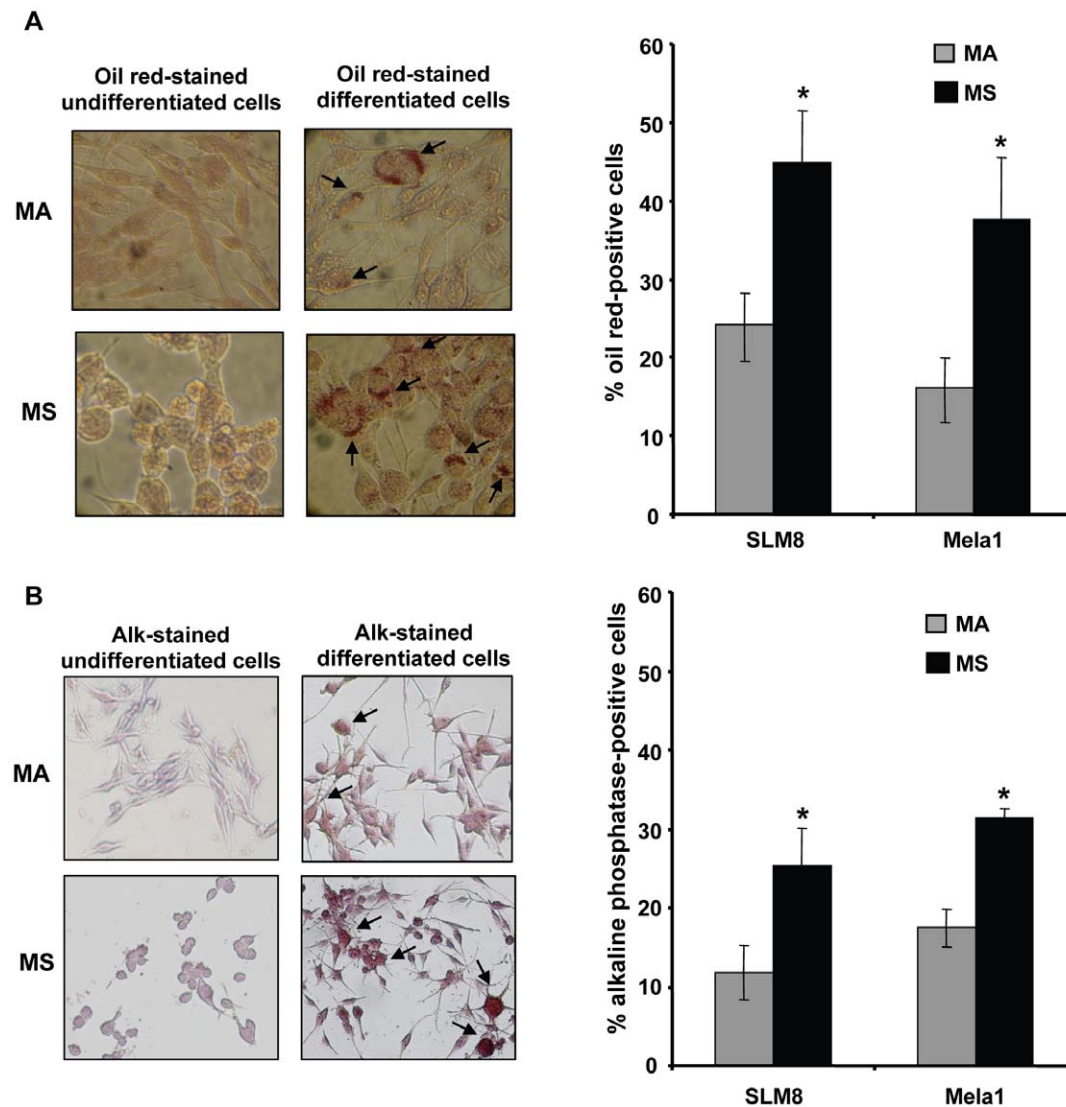 A
Oil red-stained
undifferentiated cells
Oil red-stained
differentiated cells
MA
MS
% oil red-positive cells
60
50
40
30
20
10
0
MA
MS
*
*
SLM8
Mela1
B
Alk-stained
undifferentiated cells
Alk-stained
differentiated cells
MA
MS
% alkaline phosphatase-positive cells
60
50
40
30
20
10
0
MA
MS
*
*
SLM8
Mela1